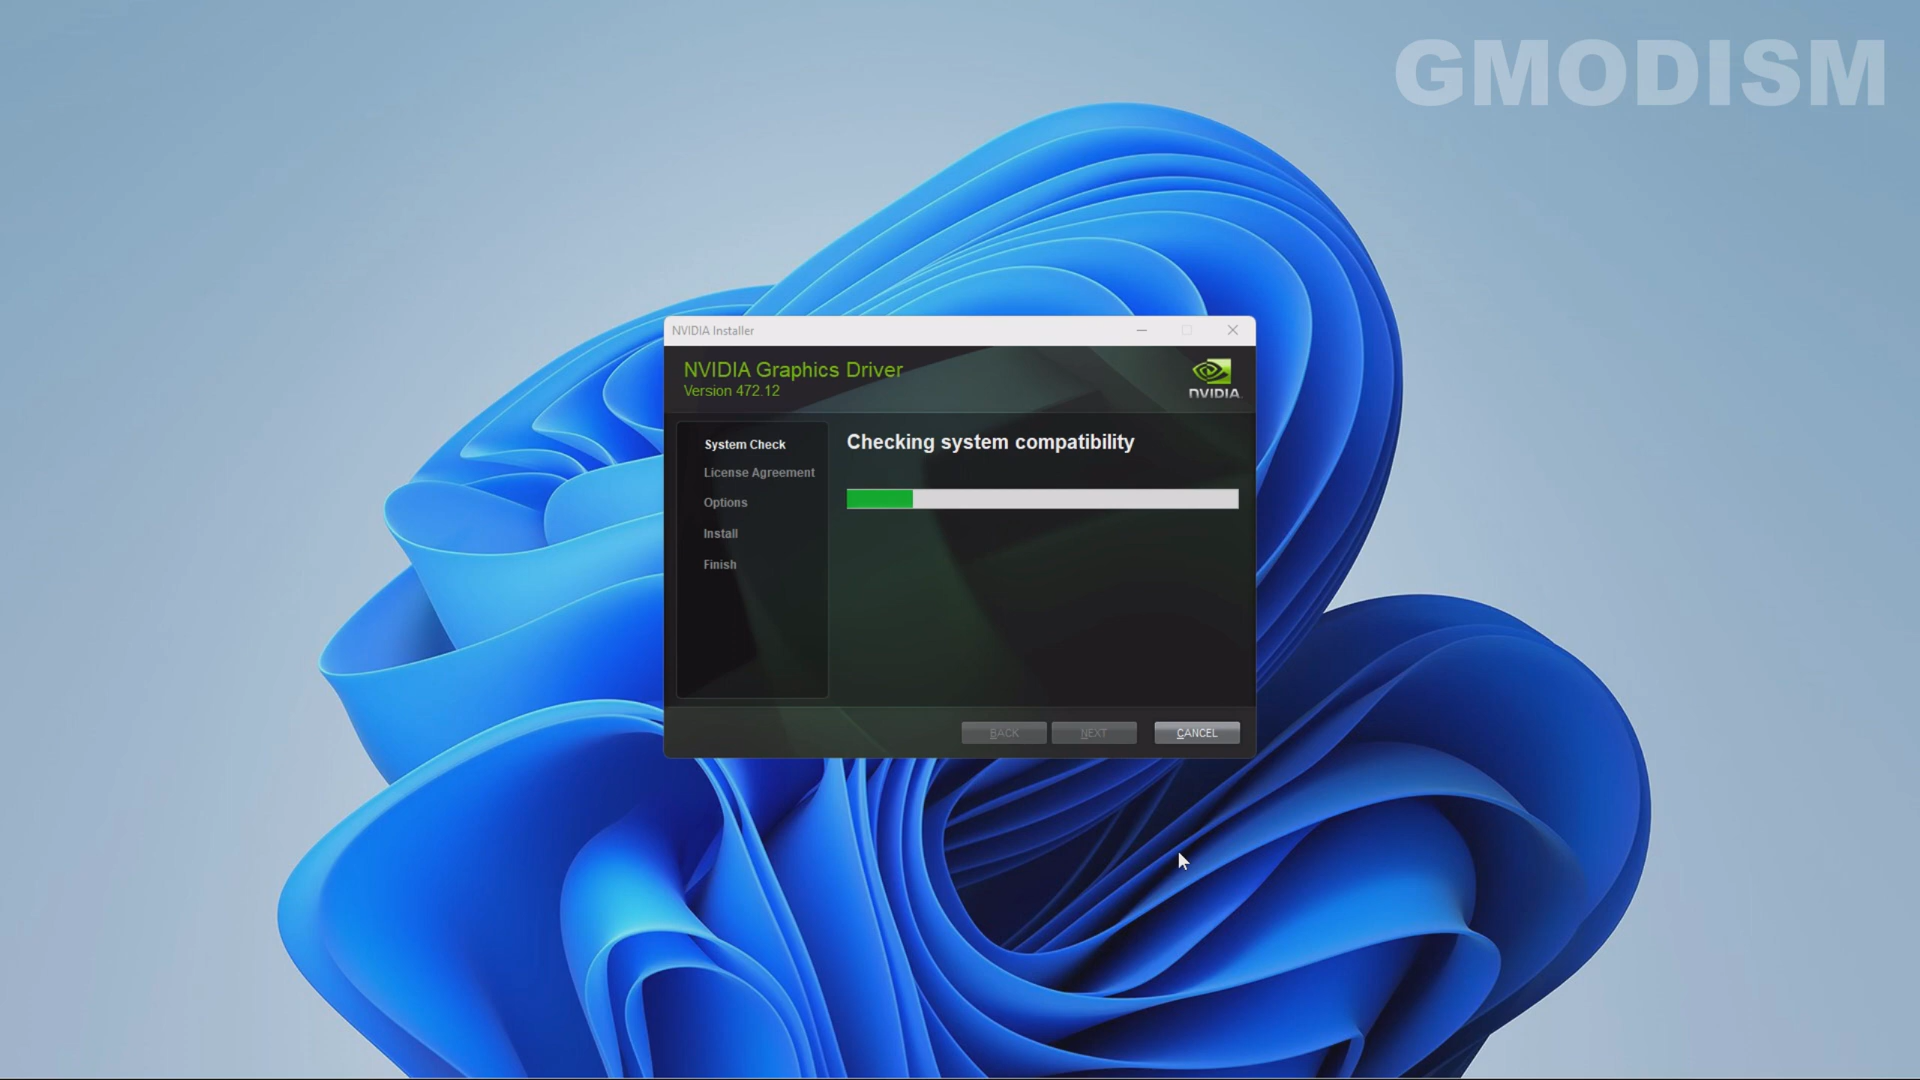 GMODISM
NVIDIA Installer
NVIDIA Graphics Driver
Version 472.12
NVIDIA
System Check
License Agreement
Options
Install
Finish
Checking system compatibility
BACK
NEXT
CANCEL